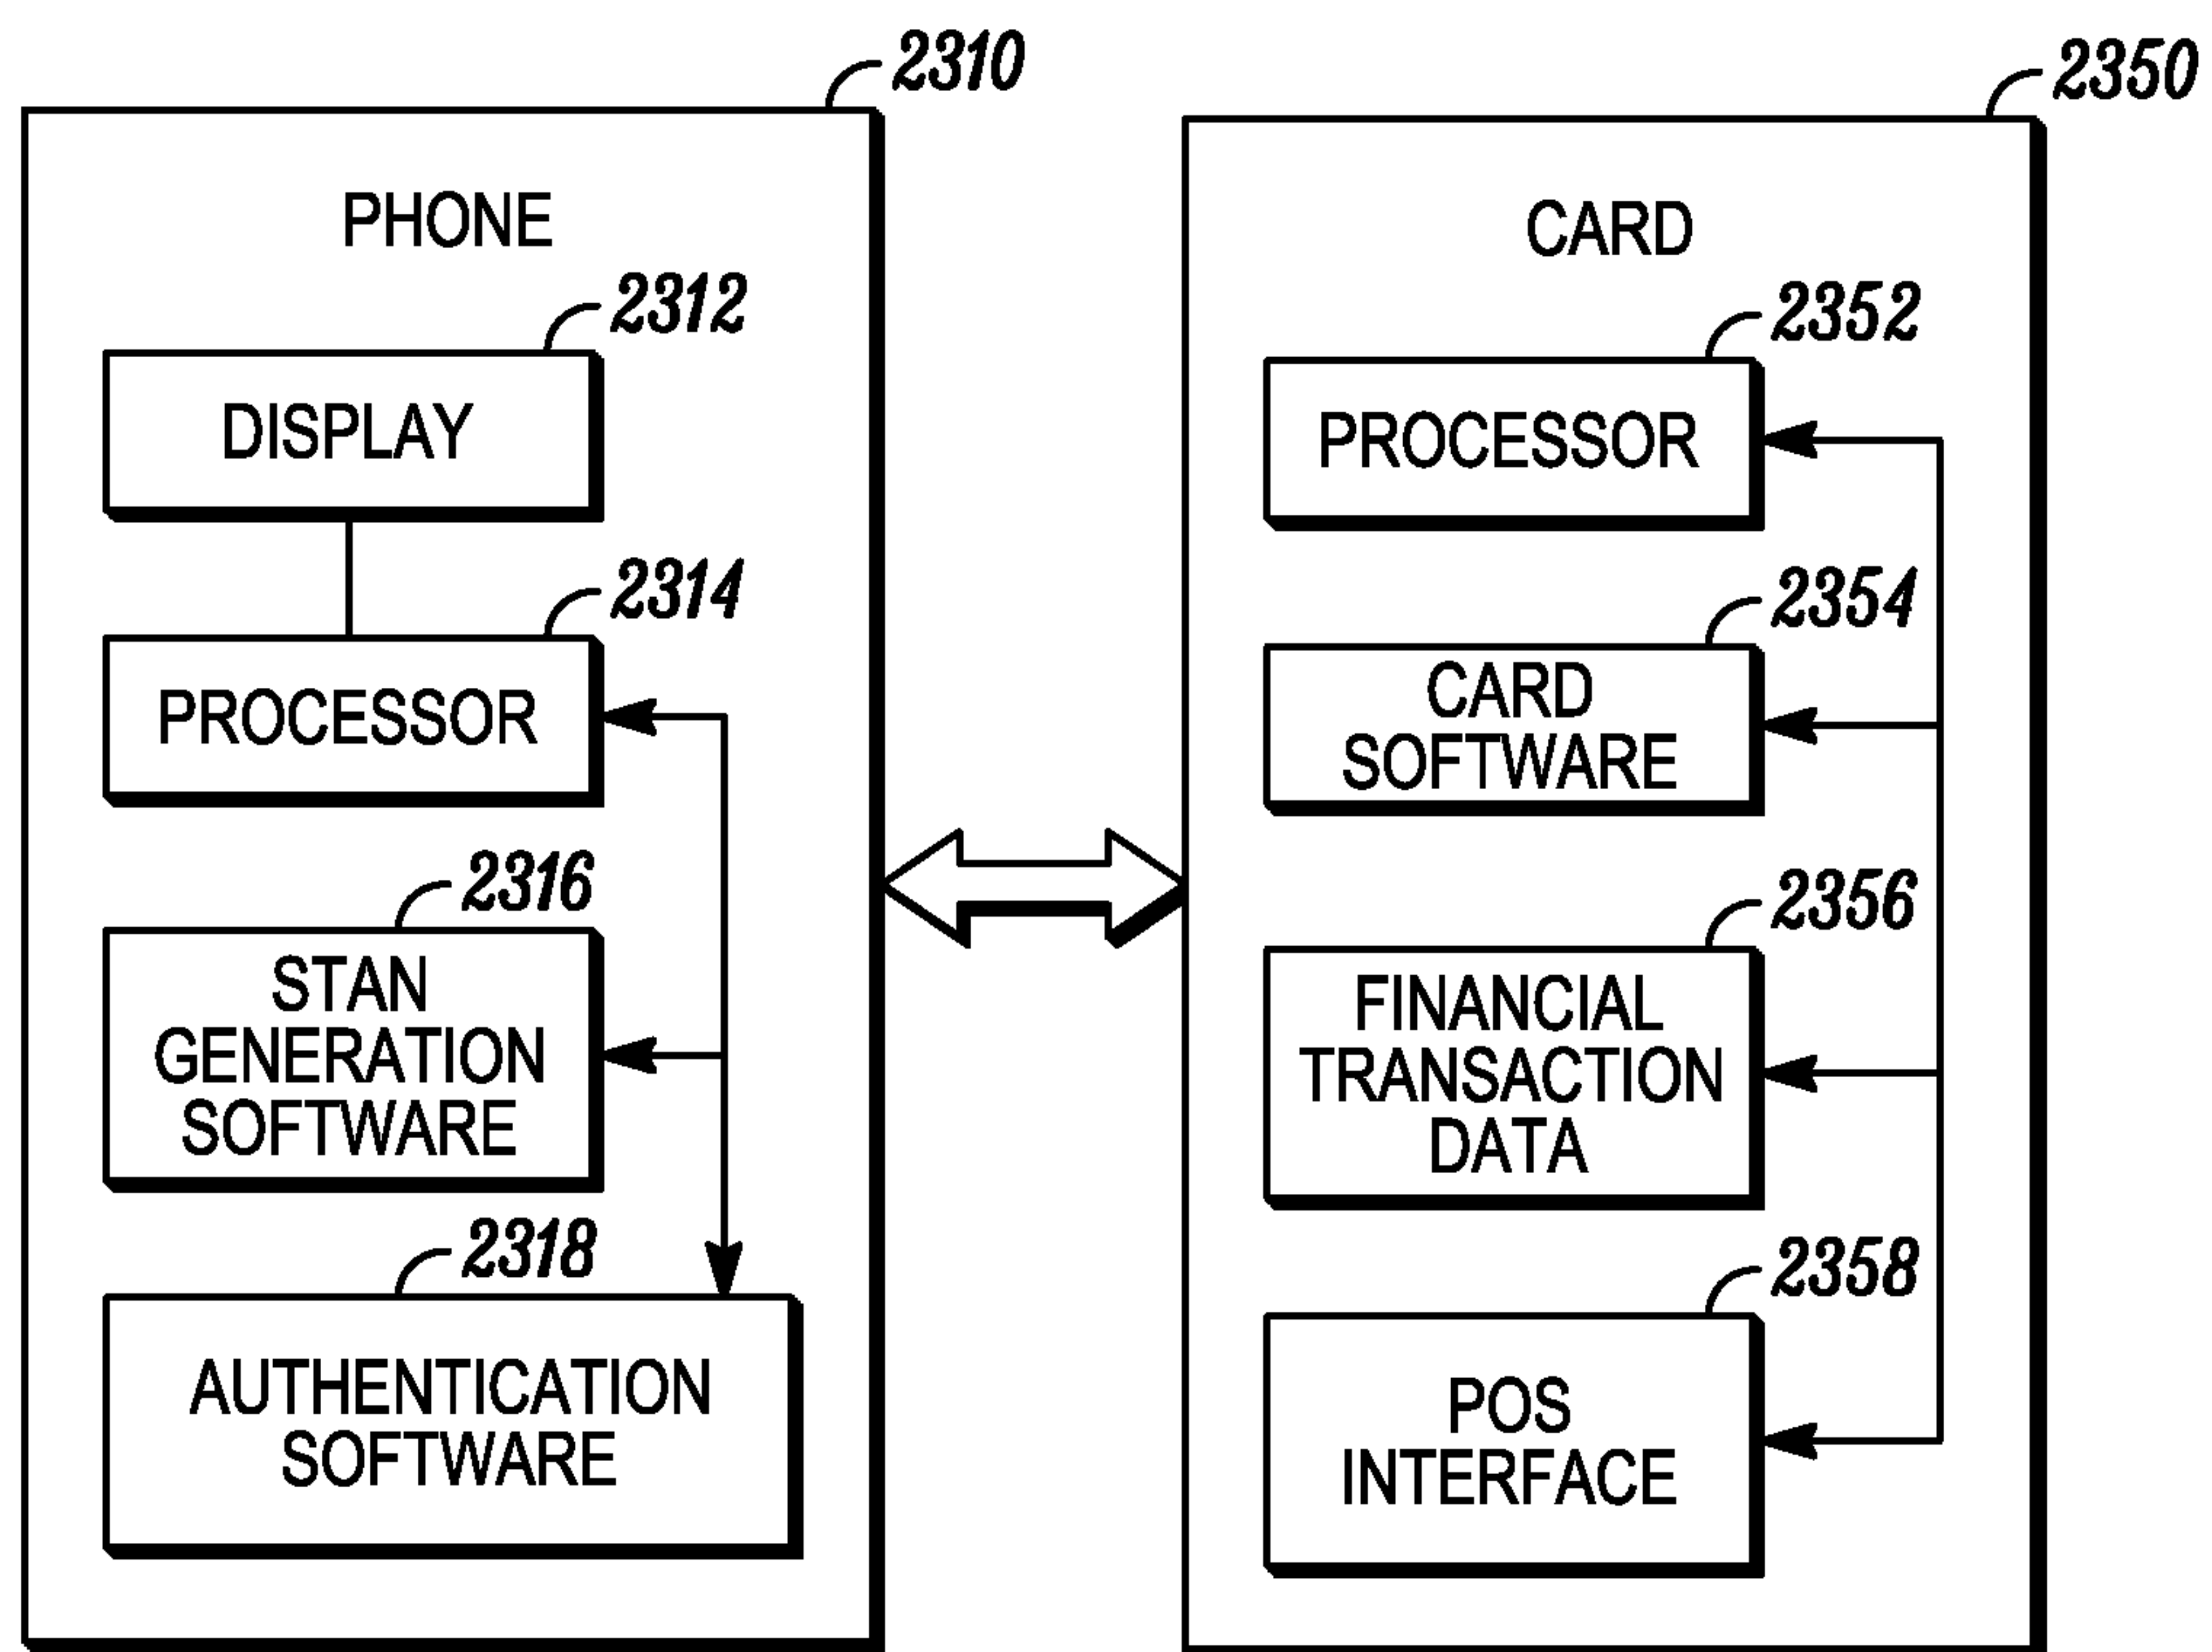 2310
PHONE
2312
DISPLAY
2314
PROCESSOR
2316
STAN
GENERATION
SOFTWARE
2318
AUTHENTICATION
SOFTWARE
2350
CARD
2352
PROCESSOR
2354
CARD
SOFTWARE
2356
FINANCIAL
TRANSACTION
DATA
2358
POS
INTERFACE